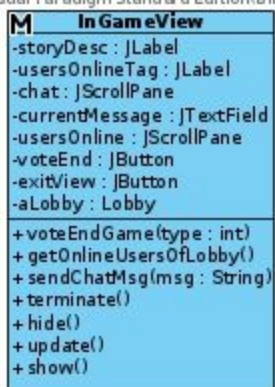 M InGameView
-storyDesc : JLabel
-usersOnlineTag : JLabel
-chat : JScrollPane
-currentMessage : JTextField
-usersOnline : JScrollPane
-voteEnd : JButton
-exitView : JButton
-aLobby : Lobby
+voteEndGame(type : int)
+getOnlineUsersOfLobby()
+sendChatMsg(msg : String)
+terminate()
+hide()
+update()
+show()